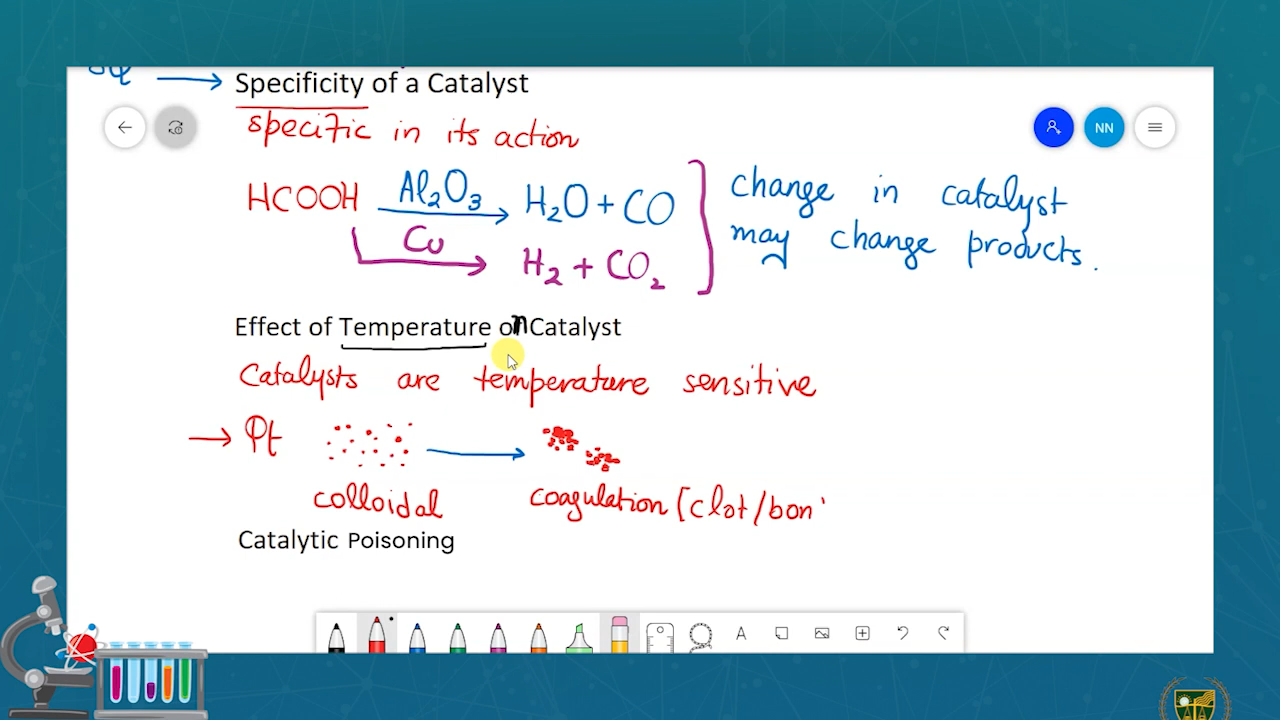 Specificity of a Catalyst
specific in its action
HCOOH Al₂O₃ H₂O + CO
Cu H₂ + CO₂
change in catalyst
may change products.
NN
Effect of Temperature on Catalyst
Catalysts are temperature sensitive
→ Pt
colloidal coagulation [clot/bon
Catalytic Poisoning
A